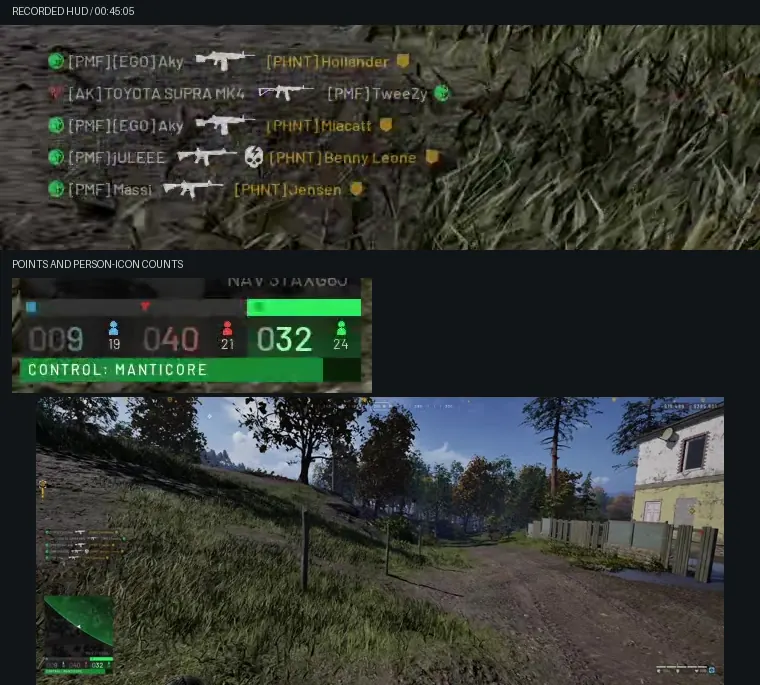 RECORDED HUD / 00:45:05
[PMF][EGO]Aky [PHNT]Hollander
[AK]TOYOTA SUPRA MK4 [PMF]TweeZy
[PMF][EGO]Aky [PHNT]Miacatt
[PMF]jULEEE [PHNT]Benny Leone
[PMF]Massi [PHNT]Jensen
POINTS AND PERSON-ICON COUNTS
009 19 040 21 032 24
CONTROL: MANTICORE